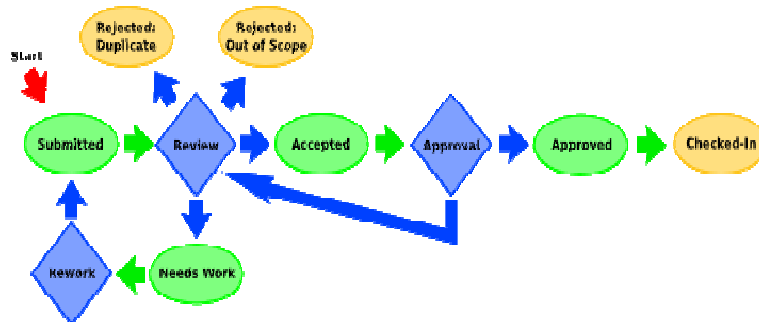 Rejected:
Duplicate
Rejected:
Out of Scope
Start
Submitted
Review
Accepted
Approval
Approved
Checked-In
Rework
Needs Work